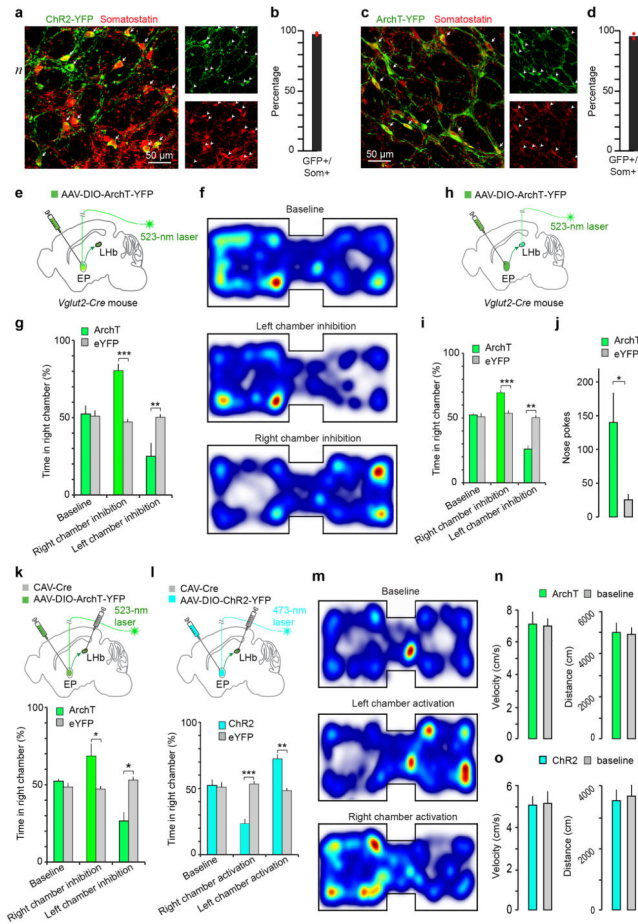 a
ChR2-YFP Somatostatin
n
50 µm
b
100
50
0
Percentage
GFP+/
Som+
c
ArchT-YFP Somatostatin
50 µm
d
100
50
0
Percentage
GFP+/
Som+
e
AAV-DIO-ArchT-YFP
523-nm laser
LHb
EP
Vglut2-Cre mouse
f
Baseline
Left chamber inhibition
Right chamber inhibition
h
AAV-DIO-ArchT-YFP
523-nm laser
LHb
EP
Vglut2-Cre mouse
g
ArchT
eYFP
100
50
0
Time in right chamber (%)
***
**
Baseline
Right chamber inhibition
Left chamber inhibition
i
ArchT
eYFP
100
50
0
Time in right chamber (%)
***
**
Baseline
Right chamber inhibition
Left chamber inhibition
j
ArchT
eYFP
200
150
100
50
0
Nose pokes
*
k
CAV-Cre
AAV-DIO-ArchT-YFP
523-nm
laser
LHb
EP
ArchT
eYFP
100
50
0
Time in right chamber (%)
*
*
Baseline
Right chamber inhibition
Left chamber inhibition
l
CAV-Cre
AAV-DIO-ChR2-YFP
473-nm
laser
LHb
EP
ChR2
eYFP
100
50
0
Time in right chamber (%)
***
**
Baseline
Right chamber activation
Left chamber activation
m
Baseline
Left chamber activation
Right chamber activation
n
ArchT baseline
8
6
4
2
0
Velocity (cm/s)
6000
4000
2000
0
Distance (cm)
o
ChR2 baseline
6
4
2
0
Velocity (cm/s)
4000
2000
0
Distance (cm)